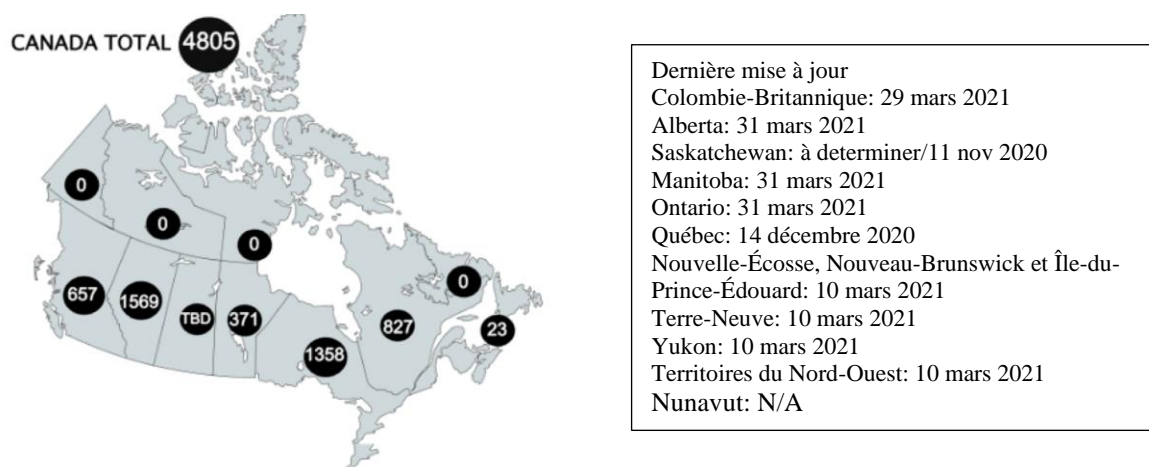 CANADA TOTAL 4805
0
0
0
657
1569
TBD
371
1358
827
0
23
Dernière mise à jour
Colombie-Britannique: 29 mars 2021
Alberta: 31 mars 2021
Saskatchewan: à determiner/11 nov 2020
Manitoba: 31 mars 2021
Ontario: 31 mars 2021
Québec: 14 décembre 2020
Nouvelle-Écosse, Nouveau-Brunswick et Île-du-
Prince-Édouard: 10 mars 2021
Terre-Neuve: 10 mars 2021
Yukon: 10 mars 2021
Territoires du Nord-Ouest: 10 mars 2021
Nunavut: N/A